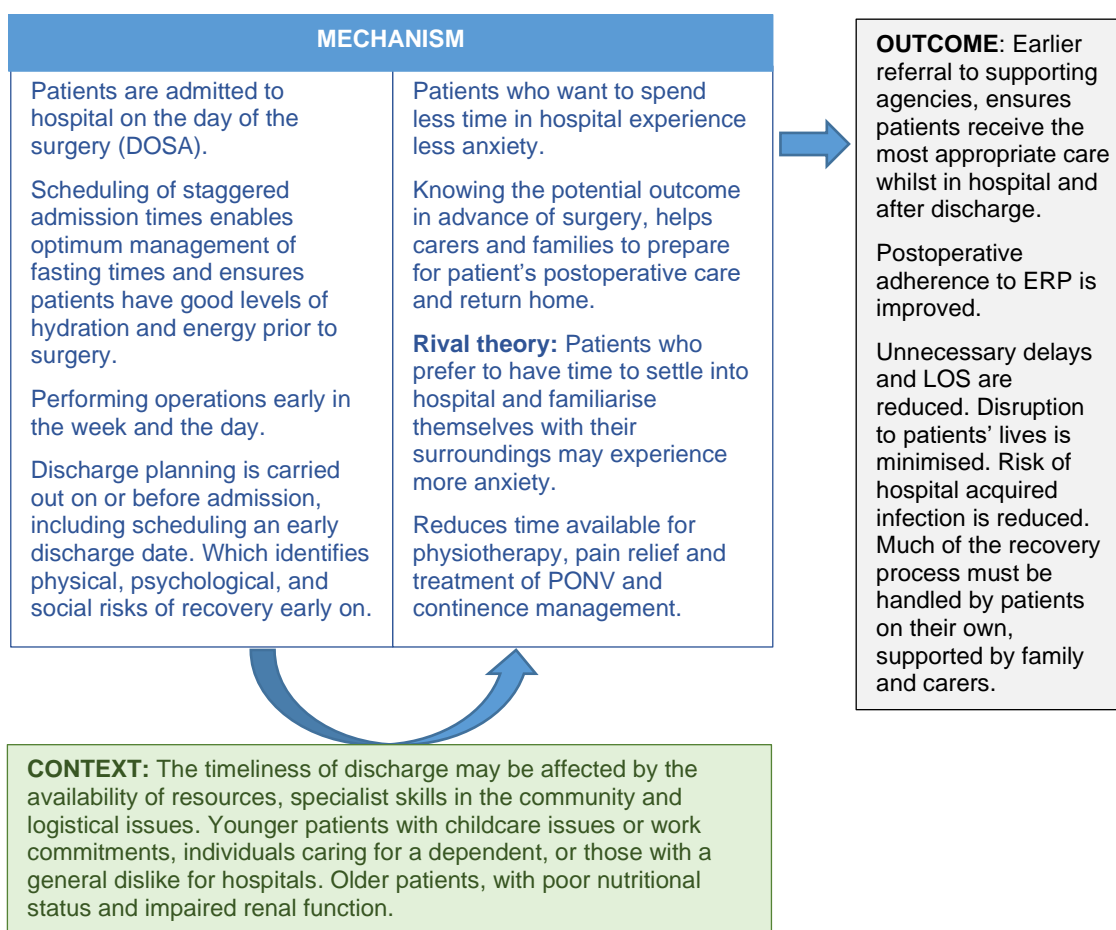 MECHANISM
Patients are admitted to
hospital on the day of the
surgery (DOSA).
Scheduling of staggered
admission times enables
optimum management of
fasting times and ensures
patients have good levels of
hydration and energy prior to
surgery.
Performing operations early in
the week and the day.
Discharge planning is carried
out on or before admission,
including scheduling an early
discharge date. Which identifies
physical, psychological, and
social risks of recovery early on.
Patients who want to spend
less time in hospital experience
less anxiety.
Knowing the potential outcome
in advance of surgery, helps
carers and families to prepare
for patient’s postoperative care
and return home.
Rival theory: Patients who
prefer to have time to settle into
hospital and familiarise
themselves with their
surroundings may experience
more anxiety.
Reduces time available for
physiotherapy, pain relief and
treatment of PONV and
continence management.
OUTCOME: Earlier
referral to supporting
agencies, ensures
patients receive the
most appropriate care
whilst in hospital and
after discharge.
Postoperative
adherence to ERP is
improved.
Unnecessary delays
and LOS are
reduced. Disruption
to patients’ lives is
minimised. Risk of
hospital acquired
infection is reduced.
Much of the recovery
process must be
handled by patients
on their own,
supported by family
and carers.
CONTEXT: The timeliness of discharge may be affected by the
availability of resources, specialist skills in the community and
logistical issues. Younger patients with childcare issues or work
commitments, individuals caring for a dependent, or those with a
general dislike for hospitals. Older patients, with poor nutritional
status and impaired renal function.